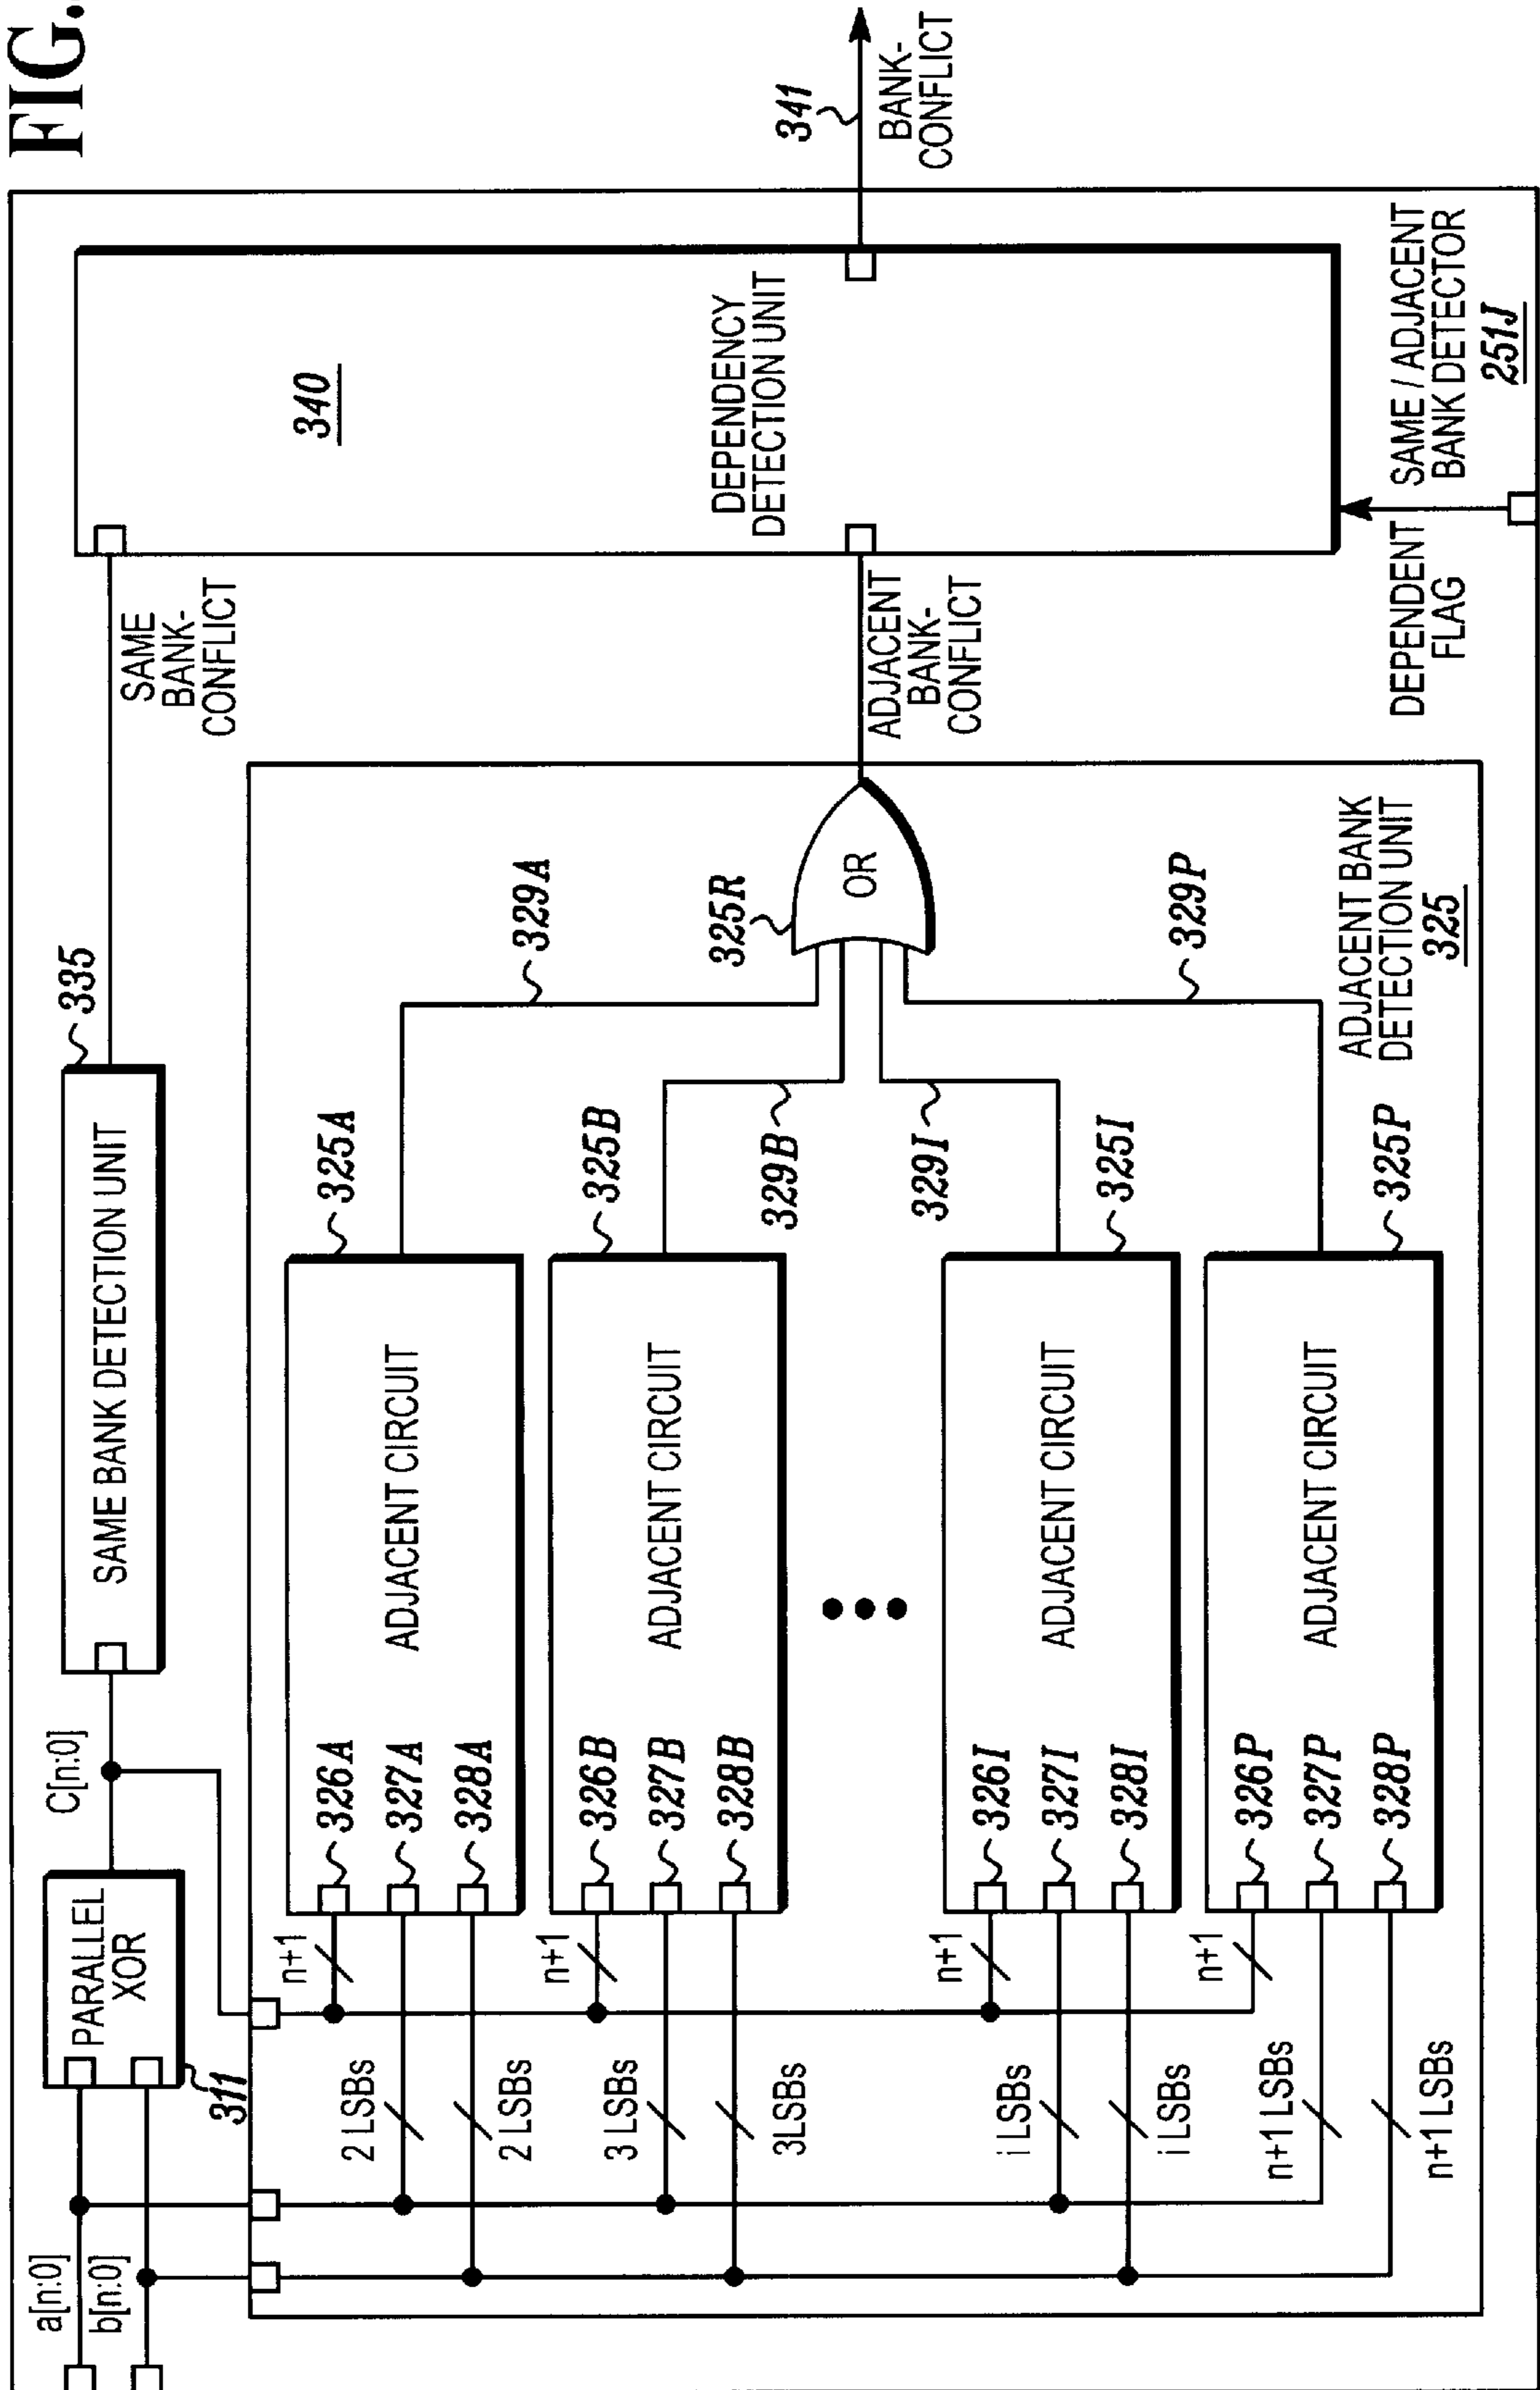 FIG.
a[n:0]
b[n:0]
PARALLEL
XOR
311
C[n:0]
SAME BANK DETECTION UNIT
335
SAME
BANK-
CONFLICT
340
DEPENDENCY
DETECTION UNIT
341
BANK-
CONFLICT
n+1
2 LSBs
2 LSBs
326A
327A
328A
ADJACENT CIRCUIT
325A
329A
n+1
3 LSBs
3LSBs
326B
327B
328B
ADJACENT CIRCUIT
325B
329B
325R
OR
ADJACENT
BANK-
CONFLICT
n+1
i LSBs
i LSBs
326I
327I
328I
ADJACENT CIRCUIT
325I
329I
n+1
n+1 LSBs
n+1 LSBs
326P
327P
328P
ADJACENT CIRCUIT
325P
329P
ADJACENT BANK
DETECTION UNIT
325
DEPENDENT
FLAG
SAME / ADJACENT
BANK DETECTOR
251J